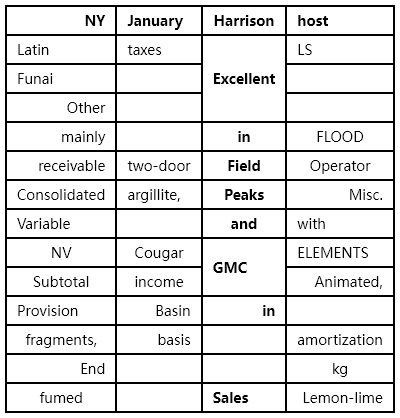 NY January Harrison host
Latin taxes Excellent LS
Funai
Other
mainly in FLOOD
receivable two-door Field Operator
Consolidated argillite, Peaks Misc.
Variable and with
NV Cougar GMC ELEMENTS
Subtotal income Animated,
Provision Basin in
fragments, basis amortization
End kg
fumed Sales Lemon-lime